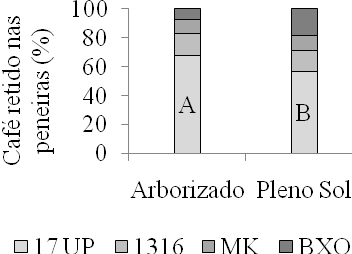 Café retido nas
peneiras (%)
100
80
60
40
20
0
A
B
Arborizado Pleno Sol
17 UP 1316 MK BXO